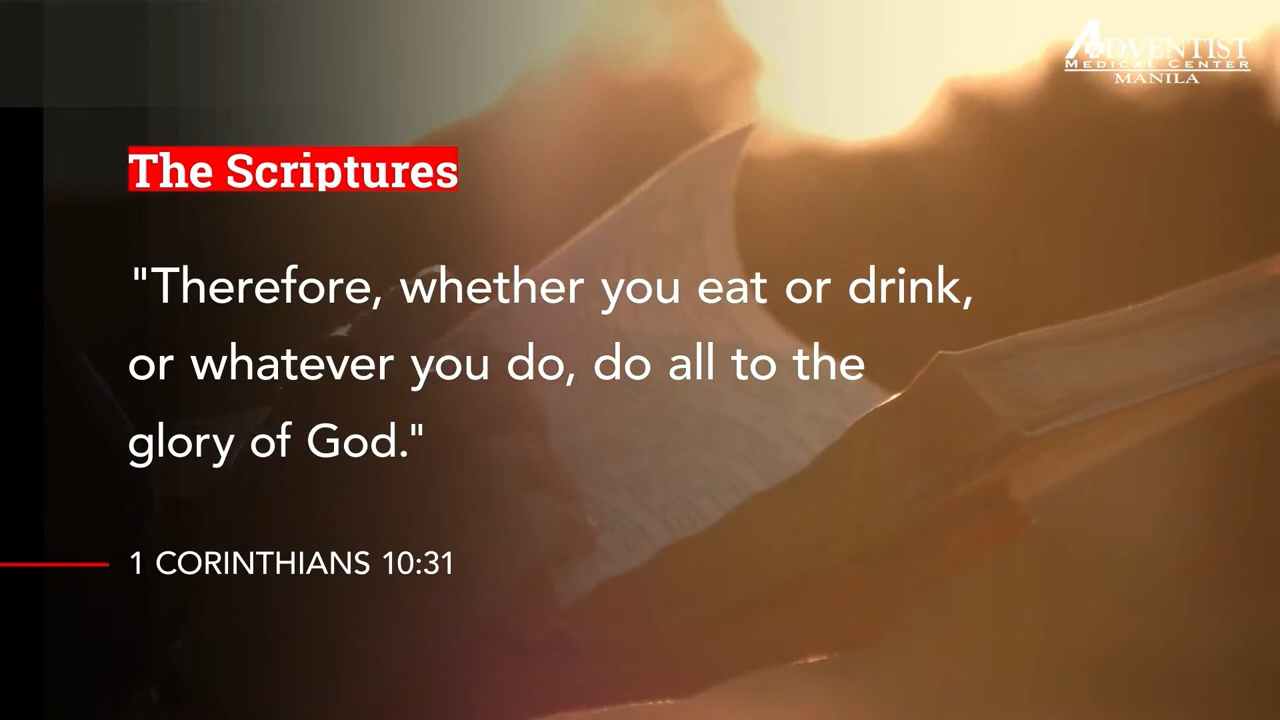 ADVENTIST
MEDICAL CENTER
MANILA
The Scriptures
"Therefore, whether you eat or drink,
or whatever you do, do all to the
glory of God."
1 CORINTHIANS 10:31